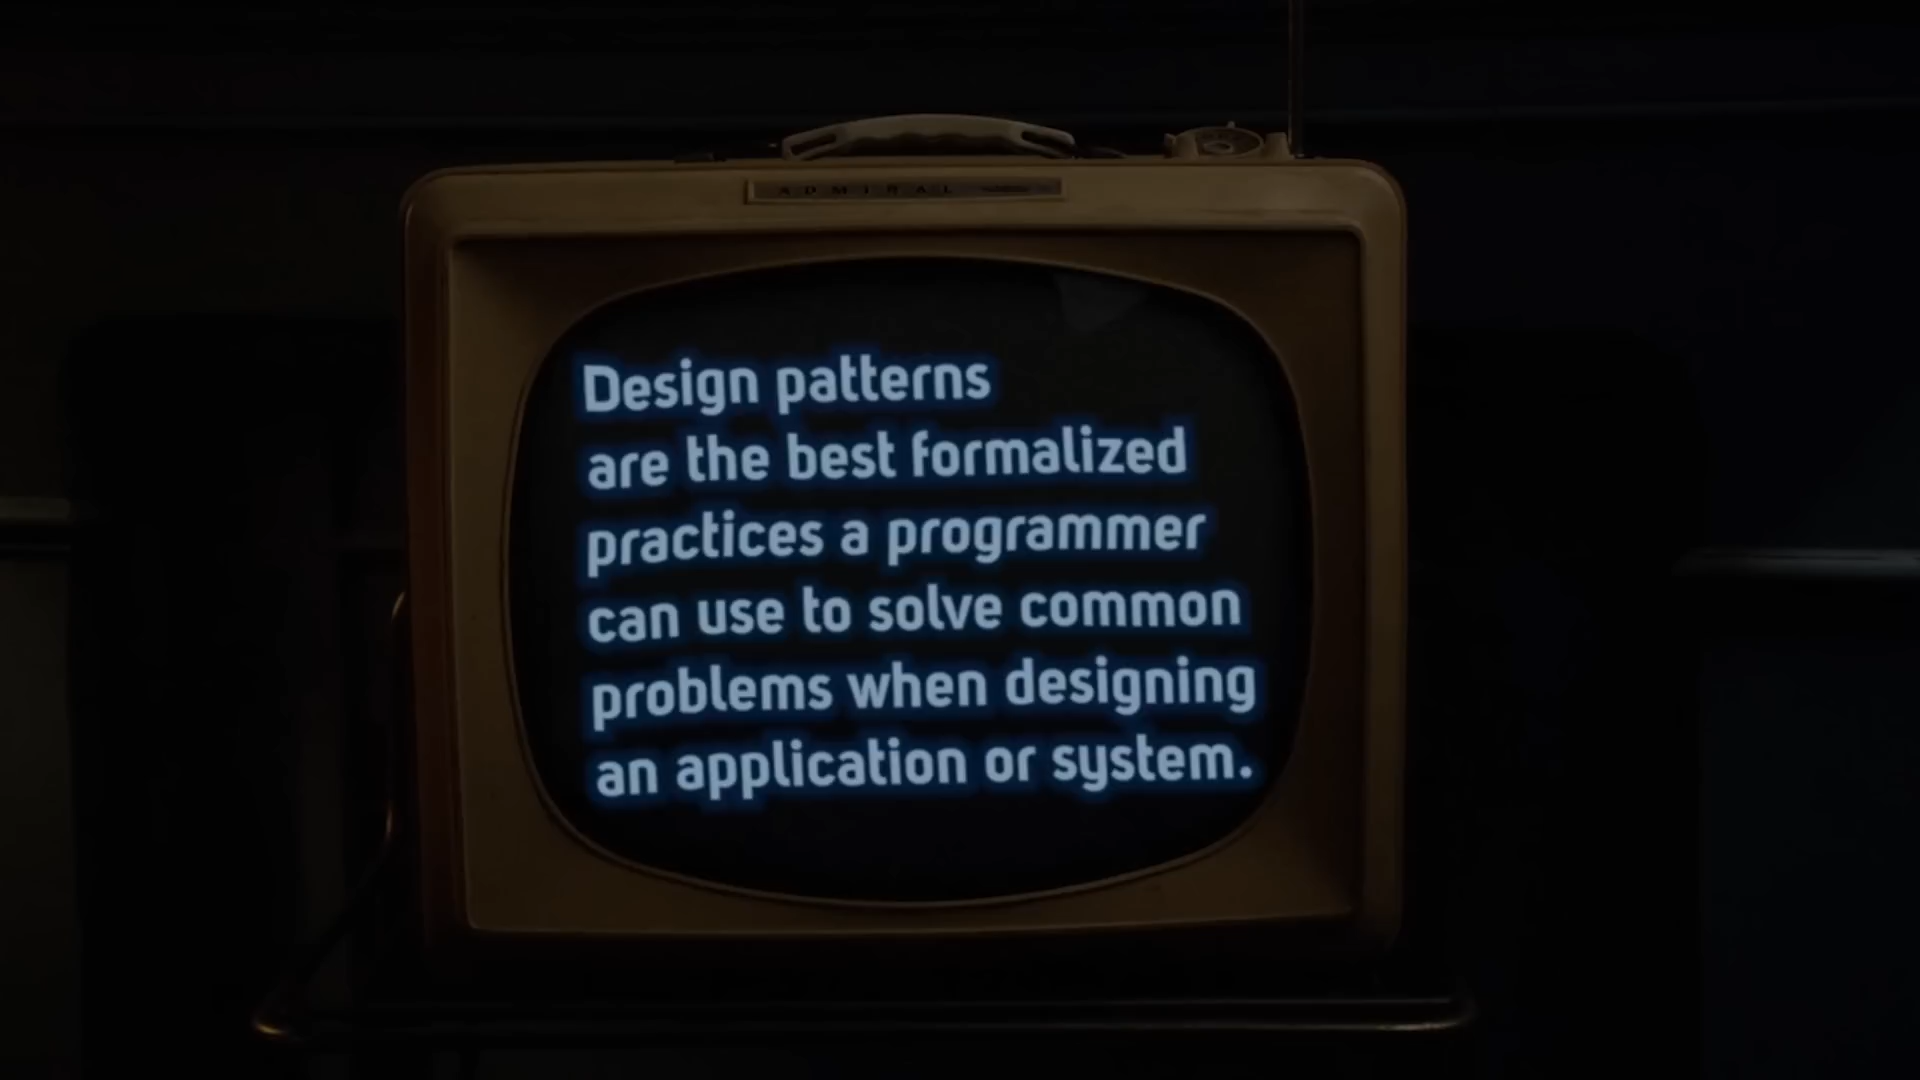 ADMIRAL
Design patterns
are the best formalized
practices a programmer
can use to solve common
problems when designing
an application or system.